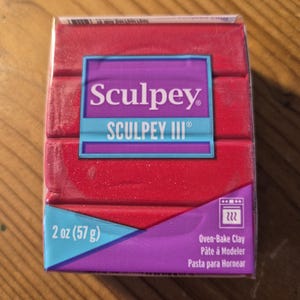 Sculpey®
SCULPEY III®
2 oz (57 g)
Oven-Bake Clay
Pâte à Modeler
Pasta para Hornear